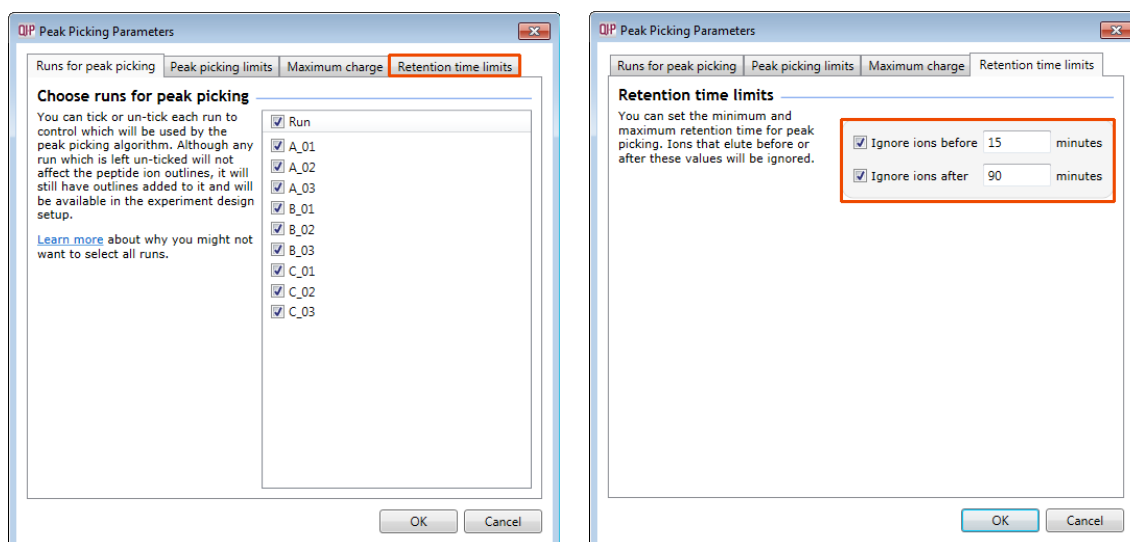 QIP Peak Picking Parameters
Runs for peak picking Peak picking limits Maximum charge Retention time limits
Choose runs for peak picking
You can tick or un-tick each run to
control which will be used by the
peak picking algorithm. Although any
run which is left un-ticked will not
affect the peptide ion outlines, it will
still have outlines added to it and will
be available in the experiment design
setup.
Learn more about why you might not
want to select all runs.
Run
A_01
A_02
A_03
B_01
B_02
B_03
C_01
C_02
C_03
OK Cancel
QIP Peak Picking Parameters
Runs for peak picking Peak picking limits Maximum charge Retention time limits
Retention time limits
You can set the minimum and
maximum retention time for peak
picking. Ions that elute before or
after these values will be ignored.
Ignore ions before 15 minutes
Ignore ions after 90 minutes
OK Cancel